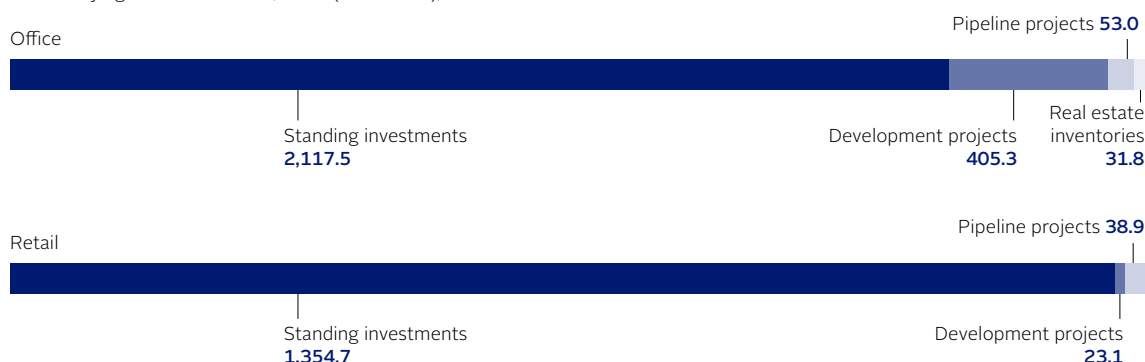 Pipeline projects 53.0
Office
Real estate
Standing investments
Development projects
inventories
2,117.5
405.3
31.8
Pipeline projects 38.9
Retail
Standing investments
Development projects
1,354.7
23.1